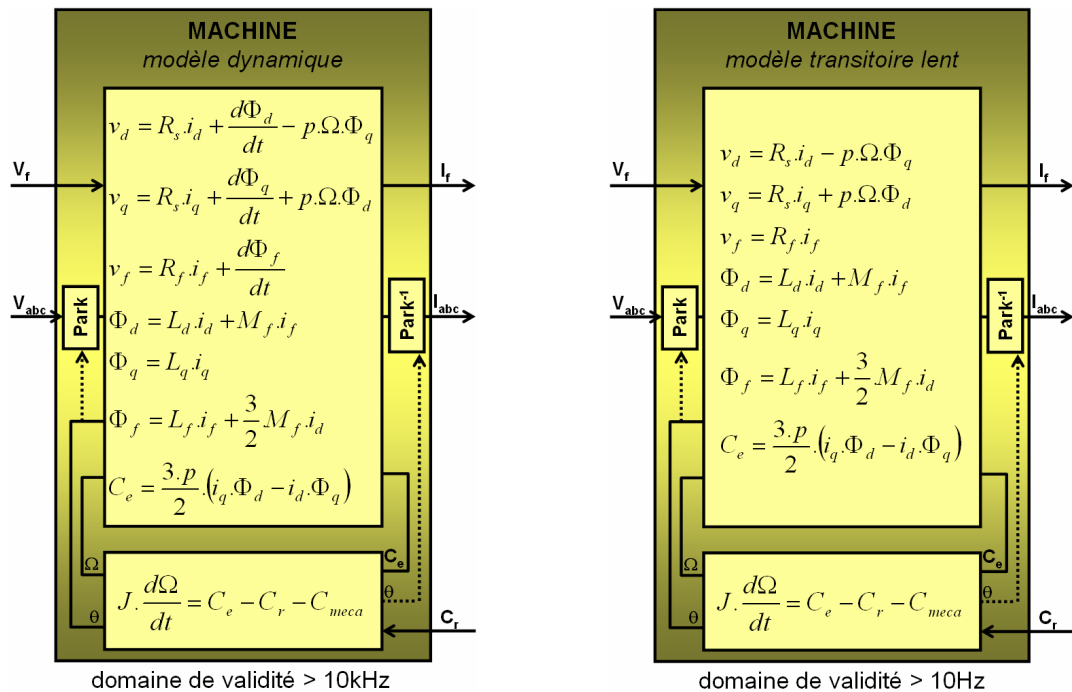 MACHINE
modèle dynamique
v_d = R_s.i_d + dΦ_d/dt - p.Ω.Φ_q
v_q = R_s.i_q + dΦ_q/dt + p.Ω.Φ_d
v_f = R_f.i_f + dΦ_f/dt
Φ_d = L_d.i_d + M_f.i_f
Φ_q = L_q.i_q
Φ_f = L_f.i_f + 3/2.M_f.i_d
C_e = 3.p/2.(i_q.Φ_d - i_d.Φ_q)
V_f
I_f
V_abc
Park
Park⁻¹
I_abc
Ω
C_e
θ
θ
J.dΩ/dt = C_e - C_r - C_meca
C_r
domaine de validité > 10kHz
MACHINE
modèle transitoire lent
v_d = R_s.i_d - p.Ω.Φ_q
v_q = R_s.i_q + p.Ω.Φ_d
v_f = R_f.i_f
Φ_d = L_d.i_d + M_f.i_f
Φ_q = L_q.i_q
Φ_f = L_f.i_f + 3/2.M_f.i_d
C_e = 3.p/2.(i_q.Φ_d - i_d.Φ_q)
V_f
I_f
V_abc
Park
Park⁻¹
I_abc
Ω
C_e
θ
θ
J.dΩ/dt = C_e - C_r - C_meca
C_r
domaine de validité > 10Hz